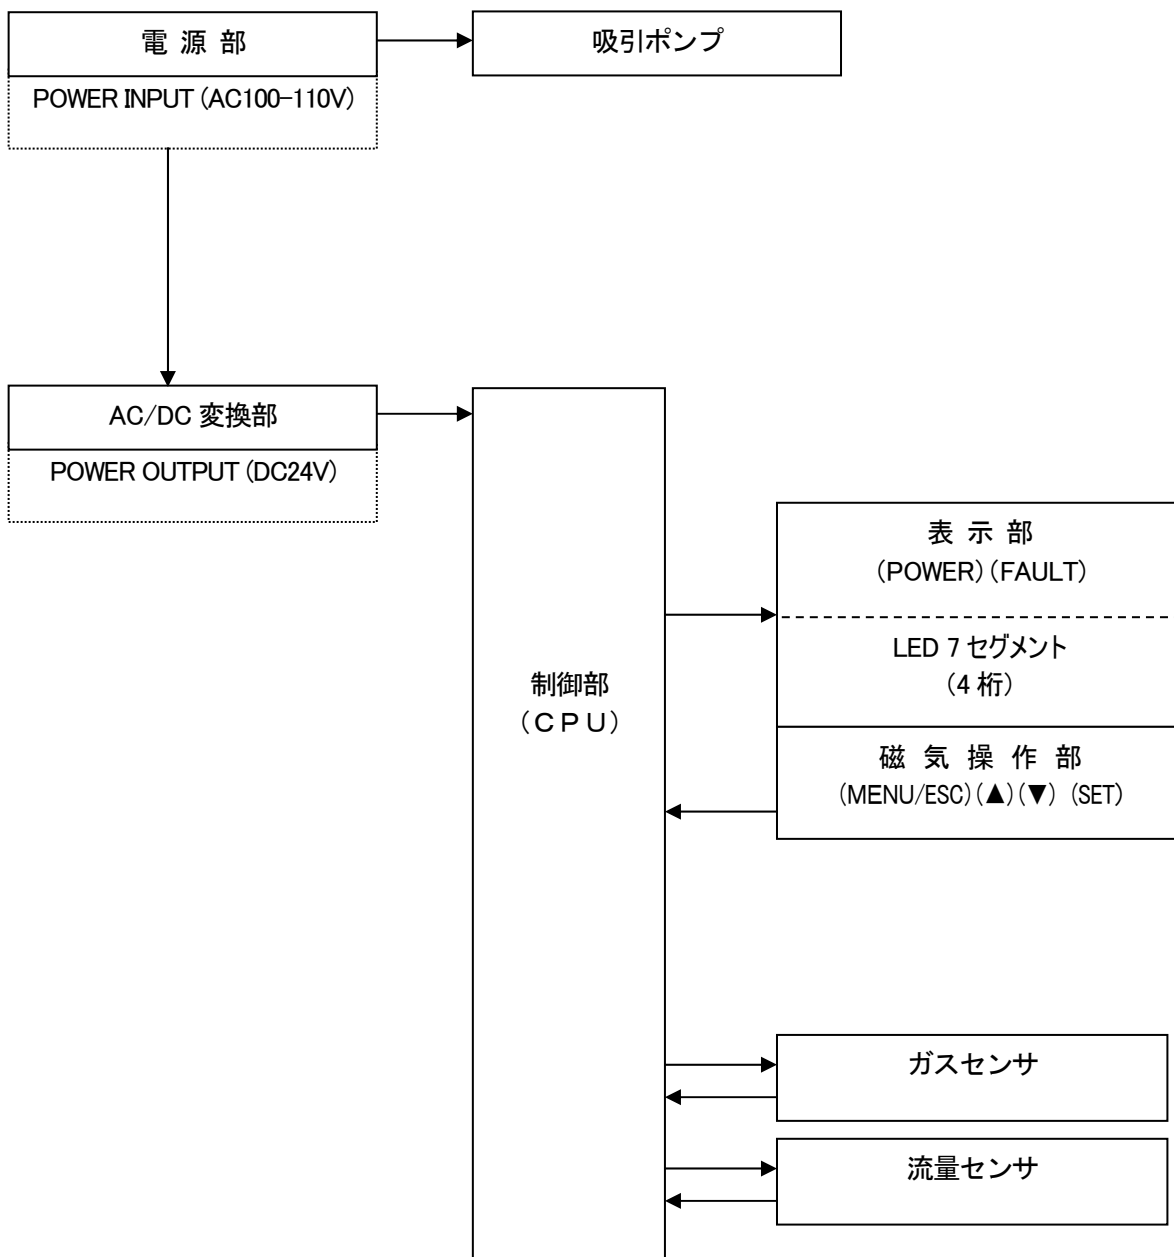 電 源 部
吸引ポンプ
POWER INPUT (AC100-110V)
AC/DC 変換部
POWER OUTPUT (DC24V)
表 示 部
(POWER)(FAULT)
LED 7 セグメント
(4 桁)
制御部
(ＣＰＵ)
磁 気 操 作 部
(MENU/ESC)(▲)(▼) (SET)
ガスセンサ
流量センサ